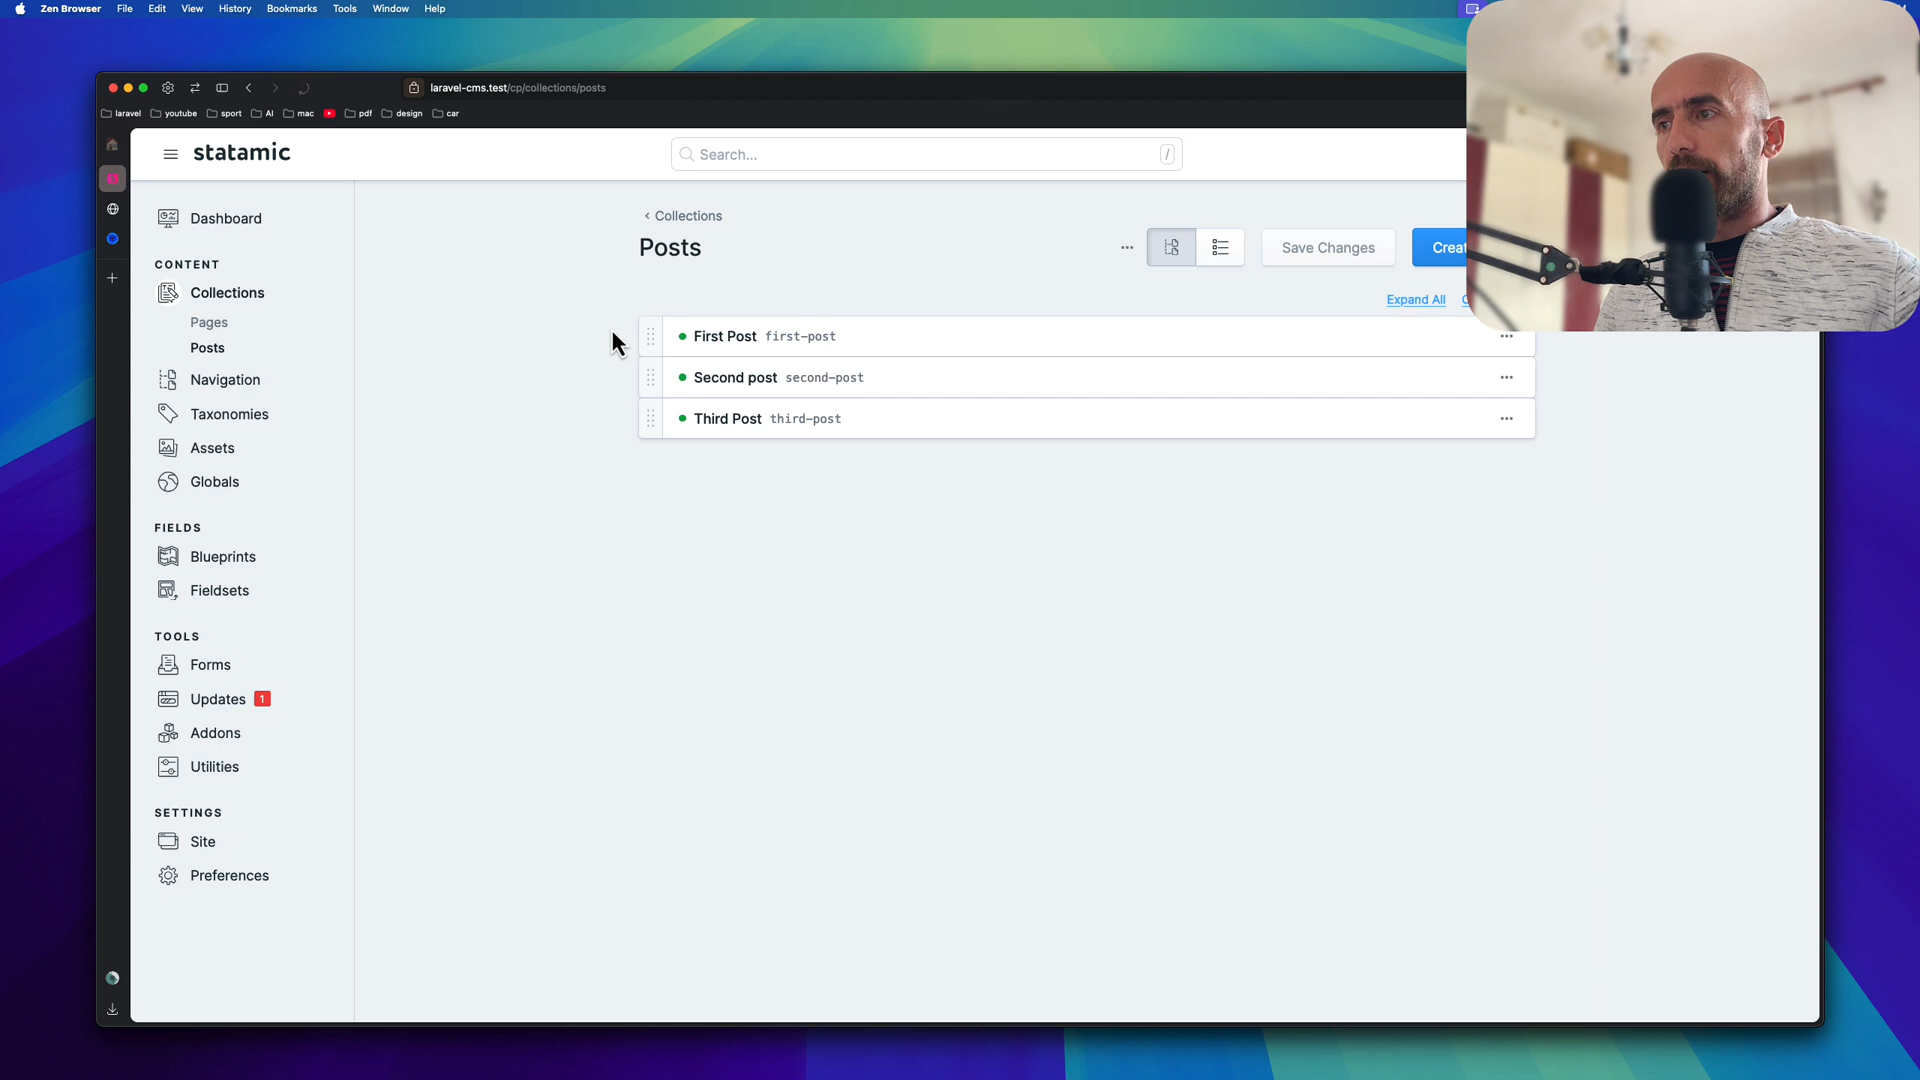 Zen Browser File Edit View History Bookmarks Tools Window Help
laravel-cms.test/cp/collections/posts
laravel youtube sport AI mac pdf design car
statamic
Search...
/
Dashboard
CONTENT
Collections
Pages
Posts
Navigation
Taxonomies
Assets
Globals
FIELDS
Blueprints
Fieldsets
TOOLS
Forms
Updates 1
Addons
Utilities
SETTINGS
Site
Preferences
‹ Collections
Posts
Save Changes
Expand All
First Post first-post
Second post second-post
Third Post third-post